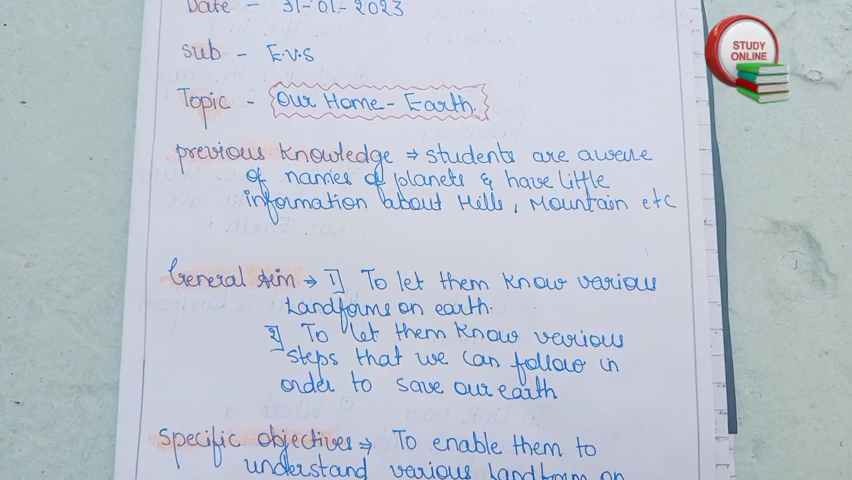 Date - 31-01-2023
Sub - E.V.S
Topic - Our Home - Earth.
previous Knowledge ⇒ students are aware
of names of planets & have little
information about Hills, Mountain etc
General Aim → 1] To let them know various
Landforms on earth.
2] To let them know various
steps that we can follow in
order to save our earth
Specific objectives ⇒ To enable them to
understand various landform on
STUDY
ONLINE